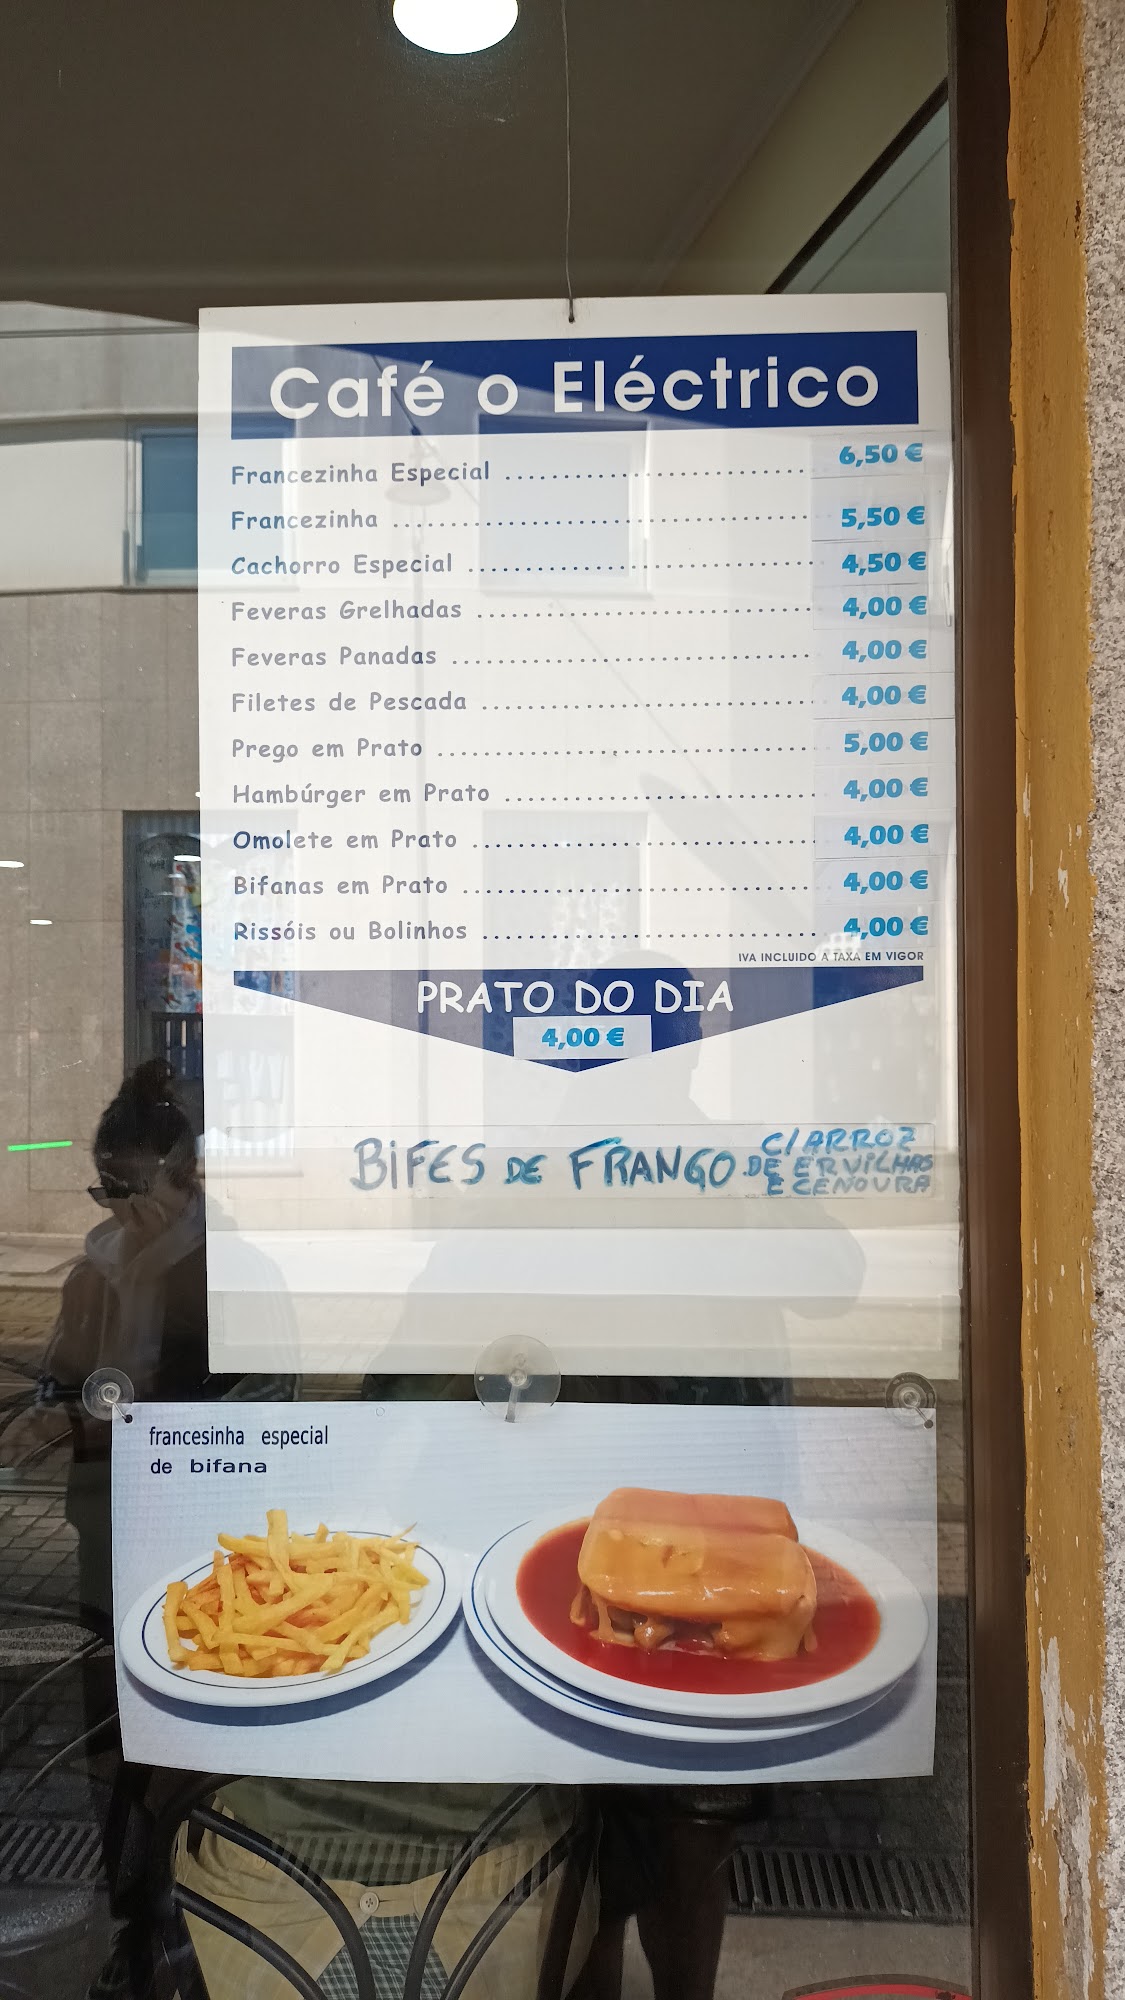 Café o Eléctrico
Francezinha Especial ........................ 6,50 €
Francezinha ........................ 5,50 €
Cachorro Especial ........................ 4,50 €
Feveras Grelhadas ........................ 4,00 €
Feveras Panadas ........................ 4,00 €
Filetes de Pescada ........................ 4,00 €
Prego em Prato ........................ 5,00 €
Hambúrger em Prato ........................ 4,00 €
Omolete em Prato ........................ 4,00 €
Bifanas em Prato ........................ 4,00 €
Rissóis ou Bolinhos ........................ 4,00 €
IVA INCLUIDO A TAXA EM VIGOR
PRATO DO DIA
4,00 €
BIFES DE FRANGO C/ARROZ
DE ERVILHAS
E CENOURA
francesinha especial
de bifana